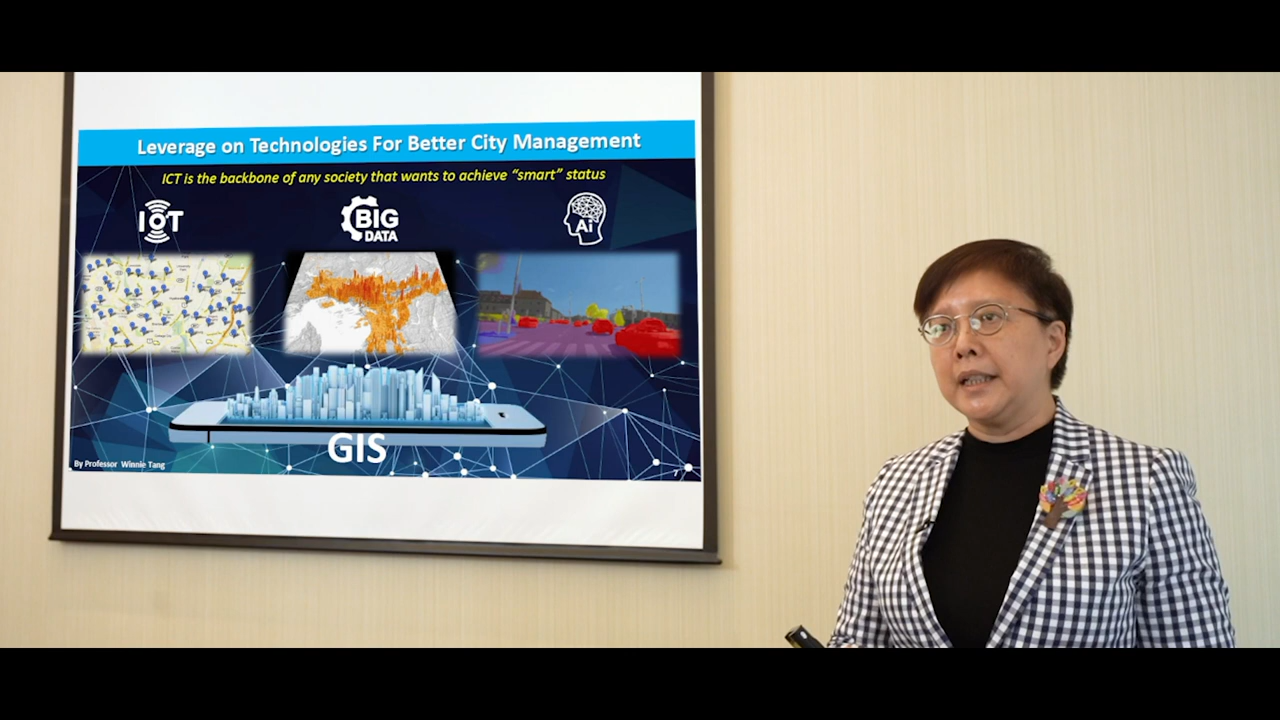 Leverage on Technologies For Better City Management
ICT is the backbone of any society that wants to achieve “smart” status
IOT
BIG
DATA
Ai
GIS
By Professor Winnie Tang